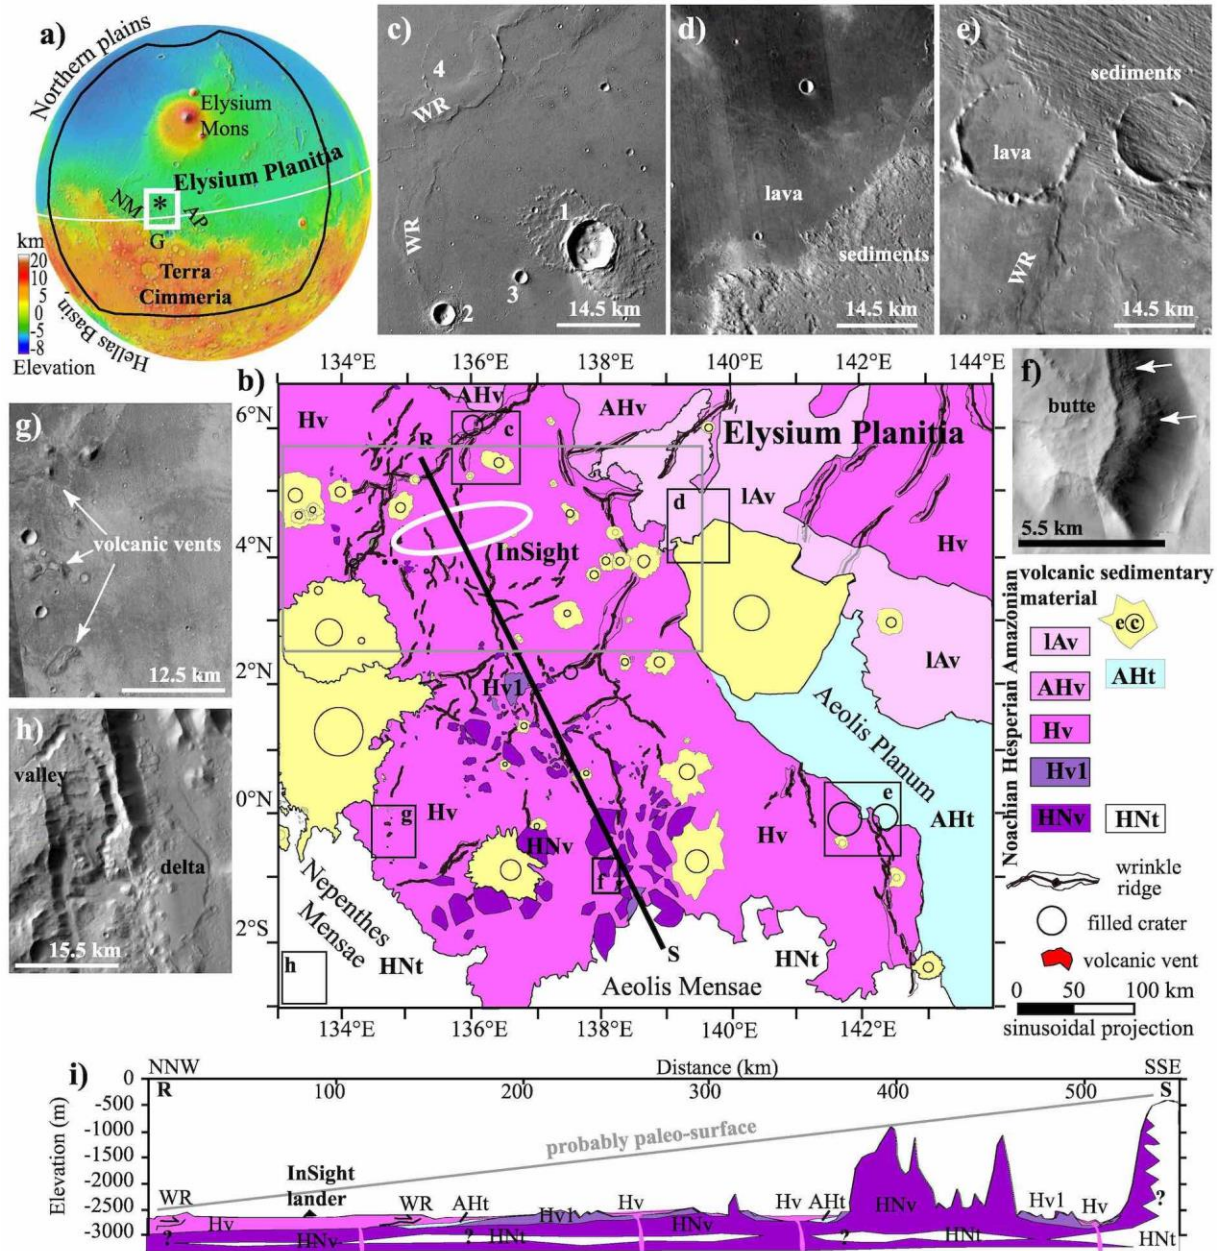 a)
Northern plains
Elysium
Mons
Elysium Planitia
NM
*
AP
G
Terra
Cimmeria
Hellas Basin
km
20
10
5
0
-5
-8
Elevation
c)
4
WR
WR
1
3
2
14.5 km
d)
lava
sediments
14.5 km
e)
sediments
lava
WR
14.5 km
b)
134°E
136°E
138°E
140°E
142°E
144°E
6°N
4°N
2°N
0°N
2°S
Hv
AHv
AHv
R
c
Elysium Planitia
lAv
d
InSight
Hv
Hv1
lAv
Aeolis Planum
Hv
HNv
Hv
e
AHt
g
f
Nepenthes
Mensae
HNt
h
S
HNt
Aeolis Mensae
134°E
136°E
138°E
140°E
142°E
f)
butte
5.5 km
g)
volcanic vents
12.5 km
h)
valley
delta
15.5 km
volcanic sedimentary
material
e c
lAv
AHv
AHt
Hv
Hv1
HNv
HNt
Noachian Hesperian Amazonian
wrinkle
ridge
filled crater
volcanic vent
0 50 100 km
sinusoidal projection
i)
NNW
Distance (km)
SSE
R
100
200
300
400
500
S
Elevation (m)
0
-500
-1000
-1500
-2000
-2500
-3000
probably paleo-surface
WR
InSight
lander
WR
AHt
Hv
Hv1
Hv
Hv
AHt
HNv
Hv1
Hv
?
?
HNv
?
HNt
HNv
?
HNt
HNt